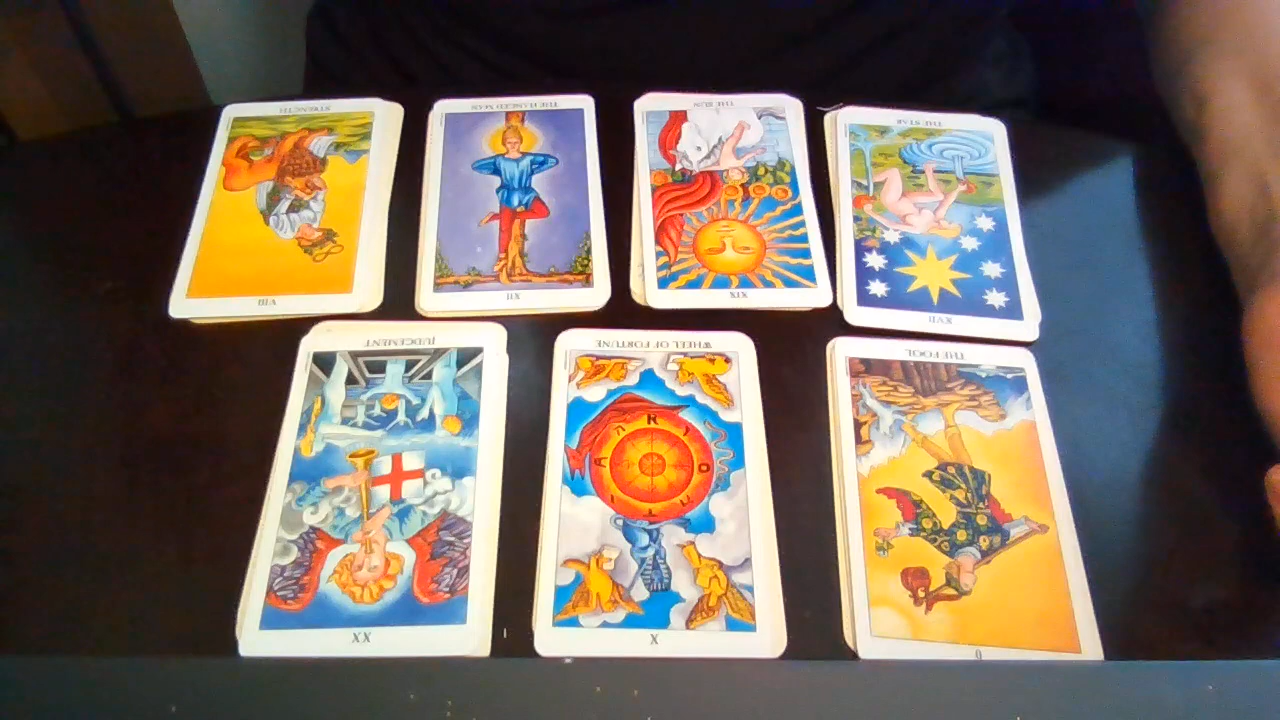 STRENGTH
VIII
THE HANGED MAN
XII
THE SUN
XIX
THE STAR
XVII
JUDGEMENT
XX
WHEEL OF FORTUNE
X
THE FOOL
0